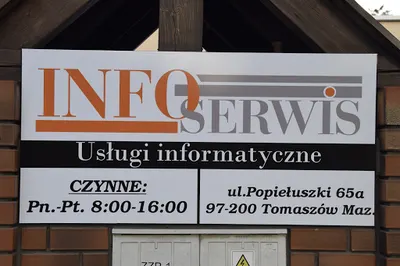 INFO
SERWIS
Usługi informatyczne
CZYNNE:
Pn.-Pt. 8:00-16:00
ul.Popiełuszki 65a
97-200 Tomaszów Maz.